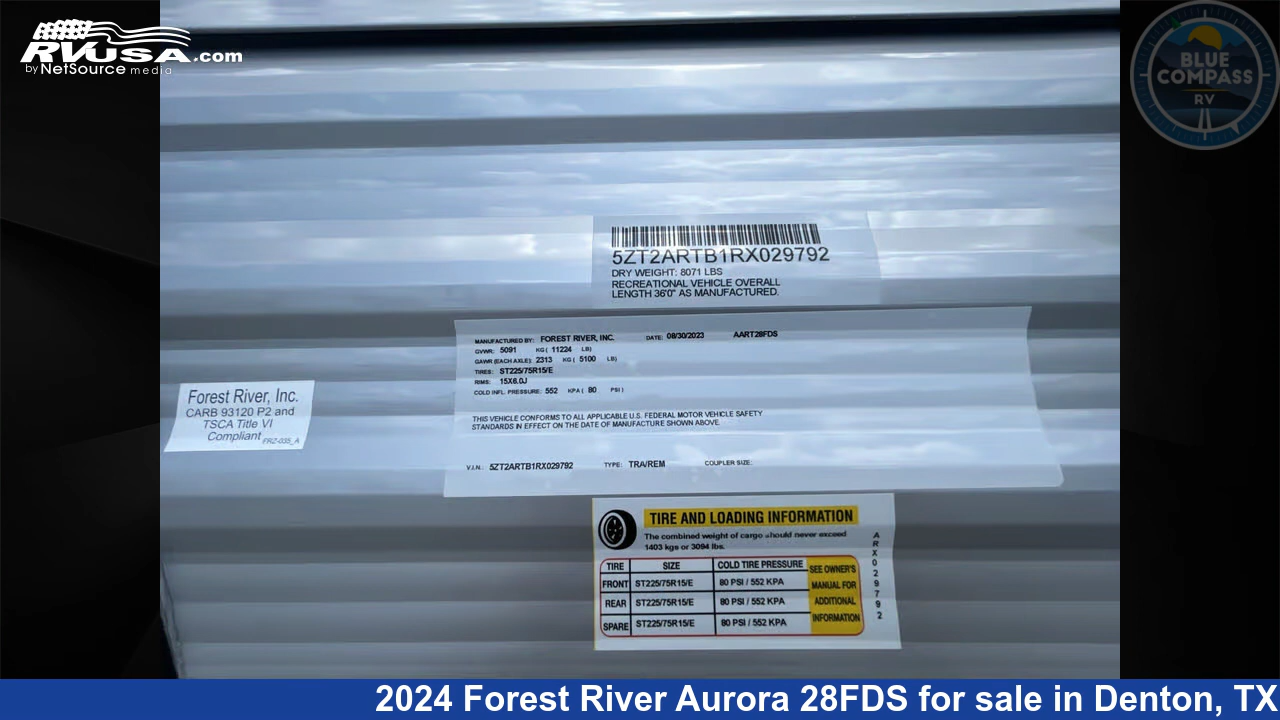 RVUSA.com
by NetSource media
BLUE
COMPASS
RV
5ZT2ARTB1RX029792
DRY WEIGHT: 8071 LBS
RECREATIONAL VEHICLE OVERALL
LENGTH 36'0" AS MANUFACTURED.
MANUFACTURED BY: FOREST RIVER, INC. DATE: 08/30/2023 AART28FDS
GVWR: 5091 KG ( 11224 LB)
GAWR (EACH AXLE): 2313 KG ( 5100 LB)
TIRES: ST225/75R15/E
RIMS: 15X6.0J
COLD INFL. PRESSURE: 552 KPA ( 80 PSI )
THIS VEHICLE CONFORMS TO ALL APPLICABLE U.S. FEDERAL MOTOR VEHICLE SAFETY
STANDARDS IN EFFECT ON THE DATE OF MANUFACTURE SHOWN ABOVE.
V.I.N.: 5ZT2ARTB1RX029792 TYPE: TRA/REM COUPLER SIZE:
Forest River, Inc.
CARB 93120 P2 and
TSCA Title VI
Compliant FRZ-035_A
TIRE AND LOADING INFORMATION
The combined weight of cargo should never exceed
1403 kgs or 3094 lbs.
TIRE SIZE COLD TIRE PRESSURE SEE OWNER'S
FRONT ST225/75R15/E 80 PSI / 552 KPA MANUAL FOR
REAR ST225/75R15/E 80 PSI / 552 KPA ADDITIONAL
SPARE ST225/75R15/E 80 PSI / 552 KPA INFORMATION
ARX029792
2024 Forest River Aurora 28FDS for sale in Denton, TX